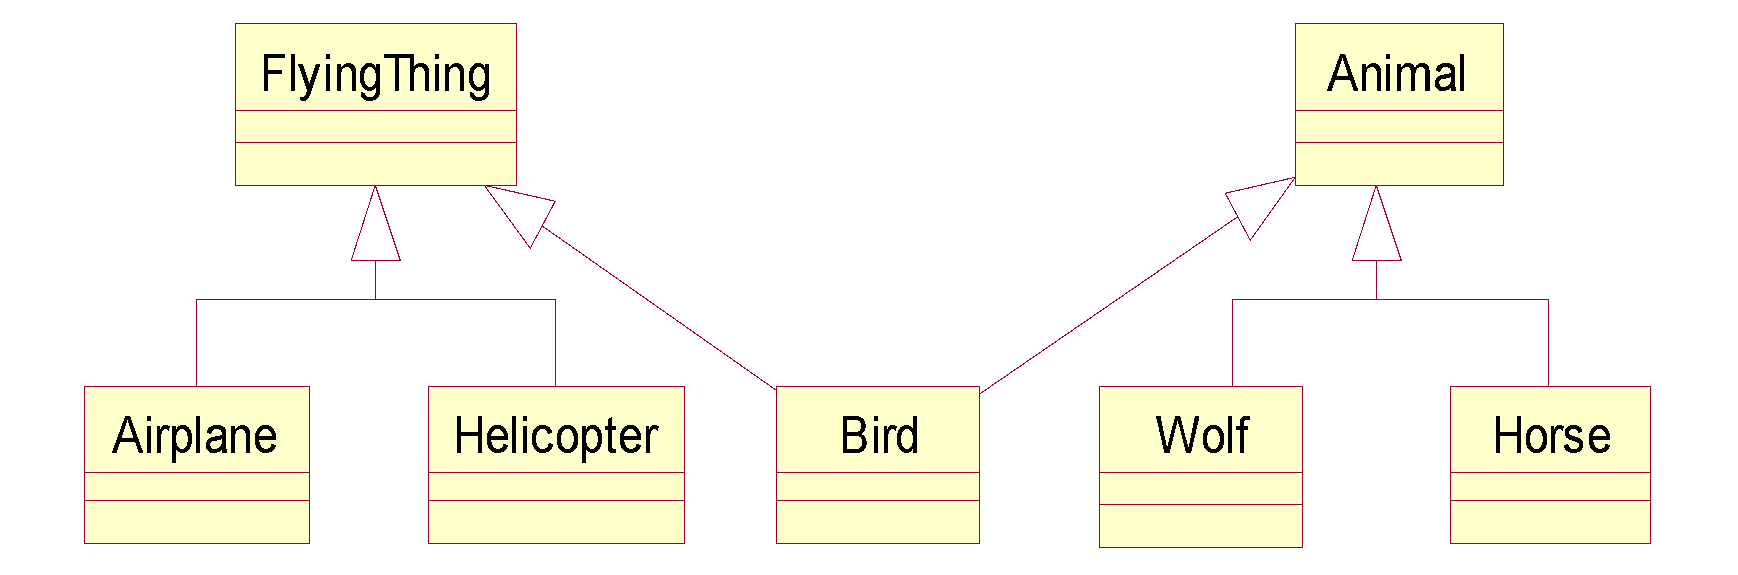 FlyingThing
Animal
Airplane
Helicopter
Bird
Wolf
Horse